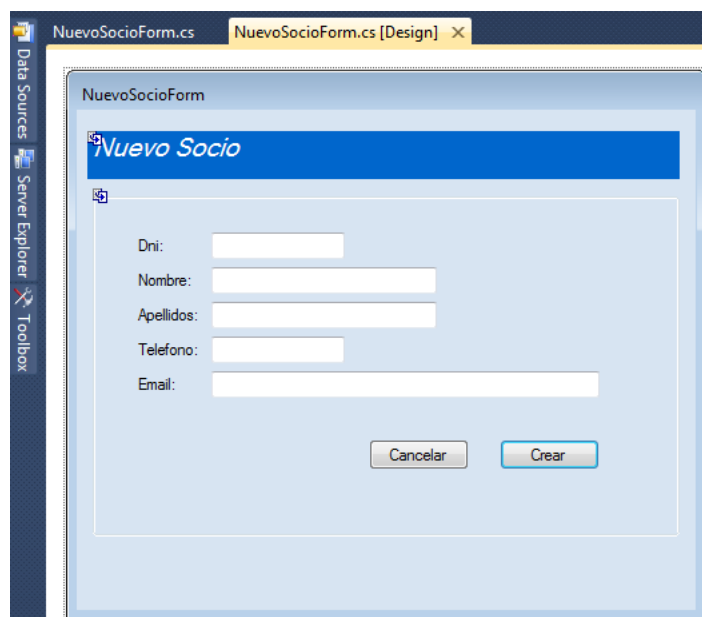 NuevoSocioForm.cs
NuevoSocioForm.cs [Design]
Data Sources
Server Explorer
Toolbox
NuevoSocioForm
Nuevo Socio
Dni:
Nombre:
Apellidos:
Telefono:
Email:
Cancelar
Crear